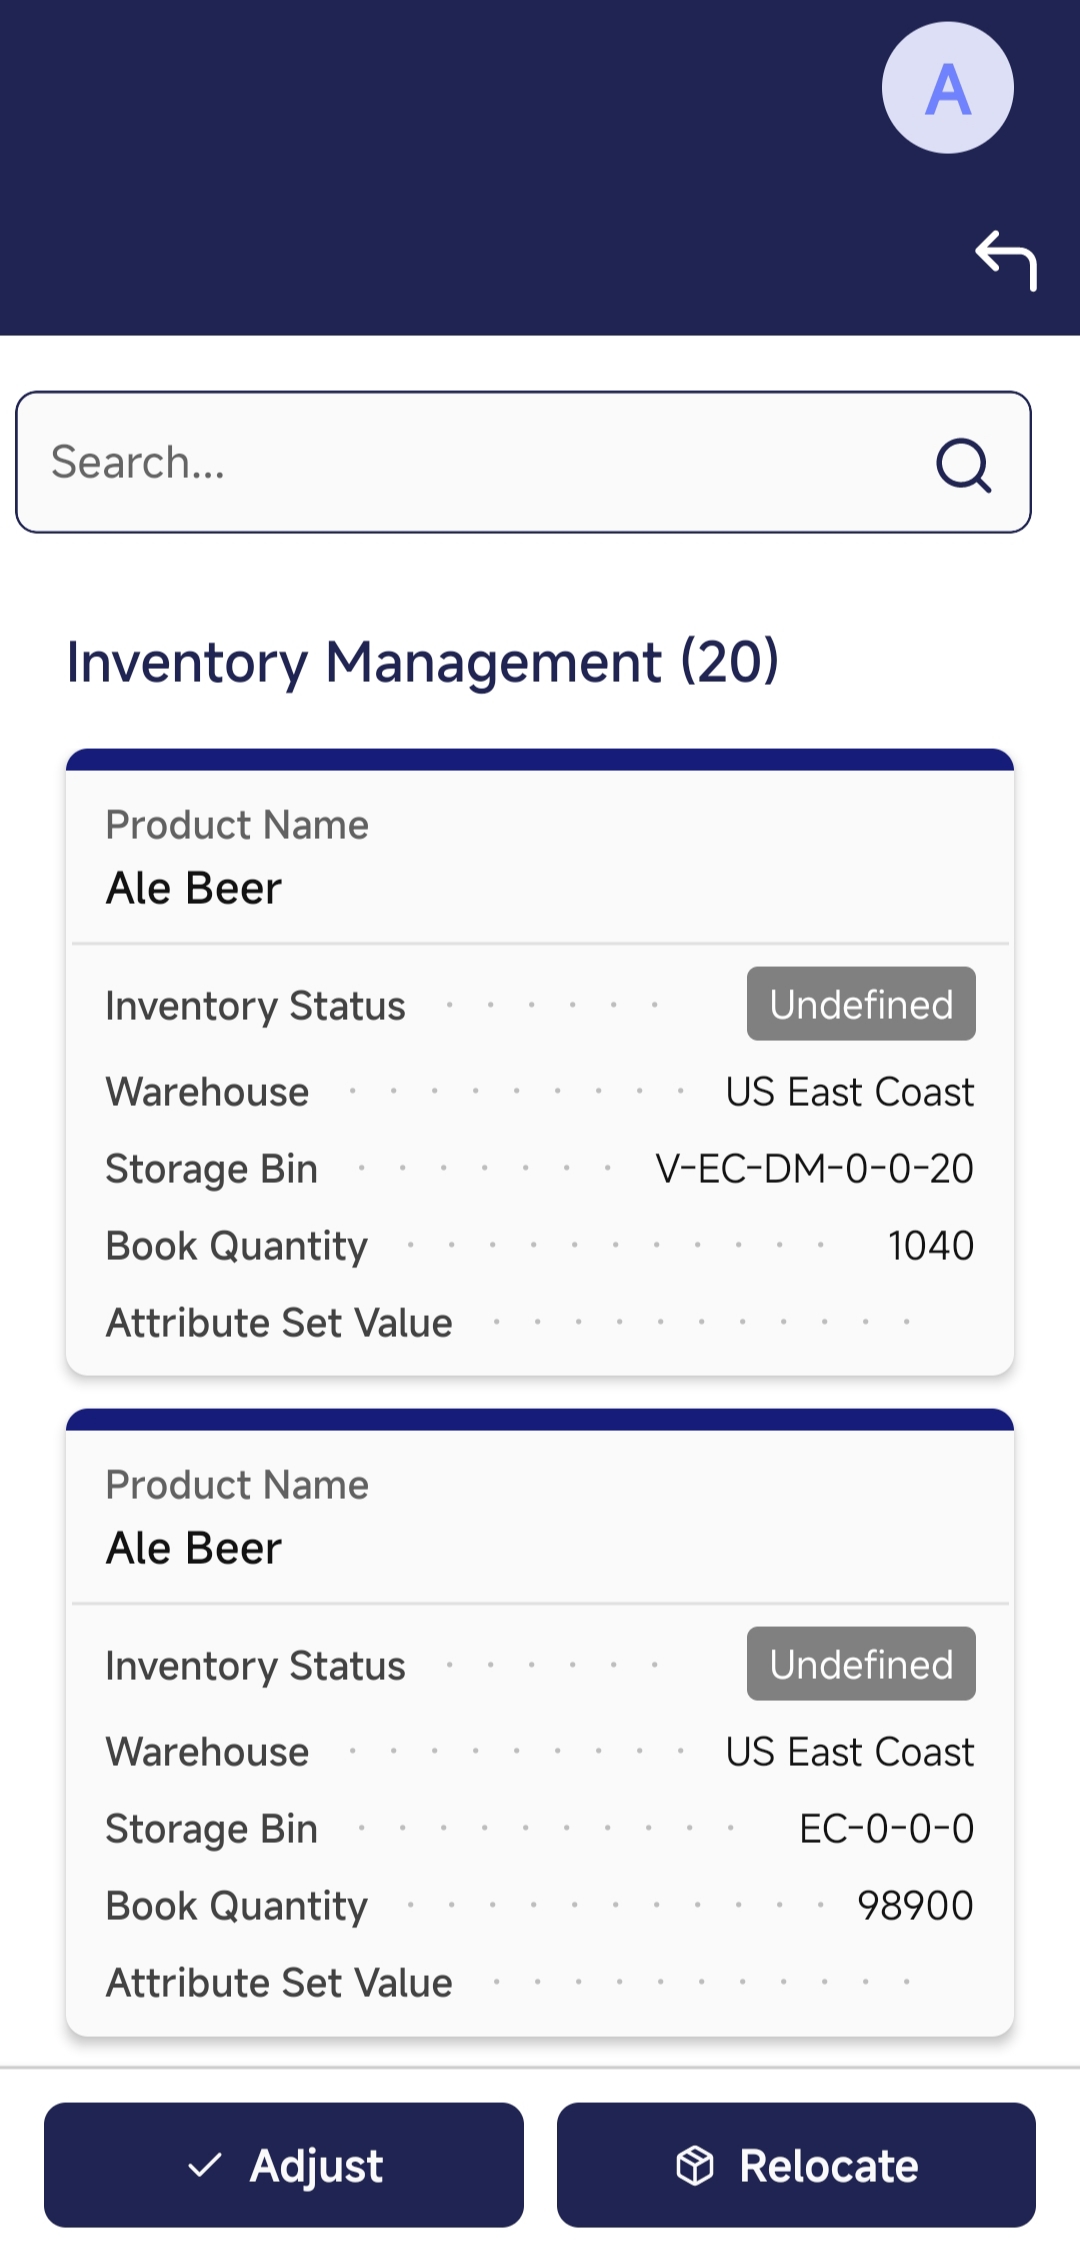 A
Search...
Inventory Management (20)
Product Name
Ale Beer
Inventory Status Undefined
Warehouse US East Coast
Storage Bin V-EC-DM-0-0-20
Book Quantity 1040
Attribute Set Value
Product Name
Ale Beer
Inventory Status Undefined
Warehouse US East Coast
Storage Bin EC-0-0-0
Book Quantity 98900
Attribute Set Value
Adjust Relocate